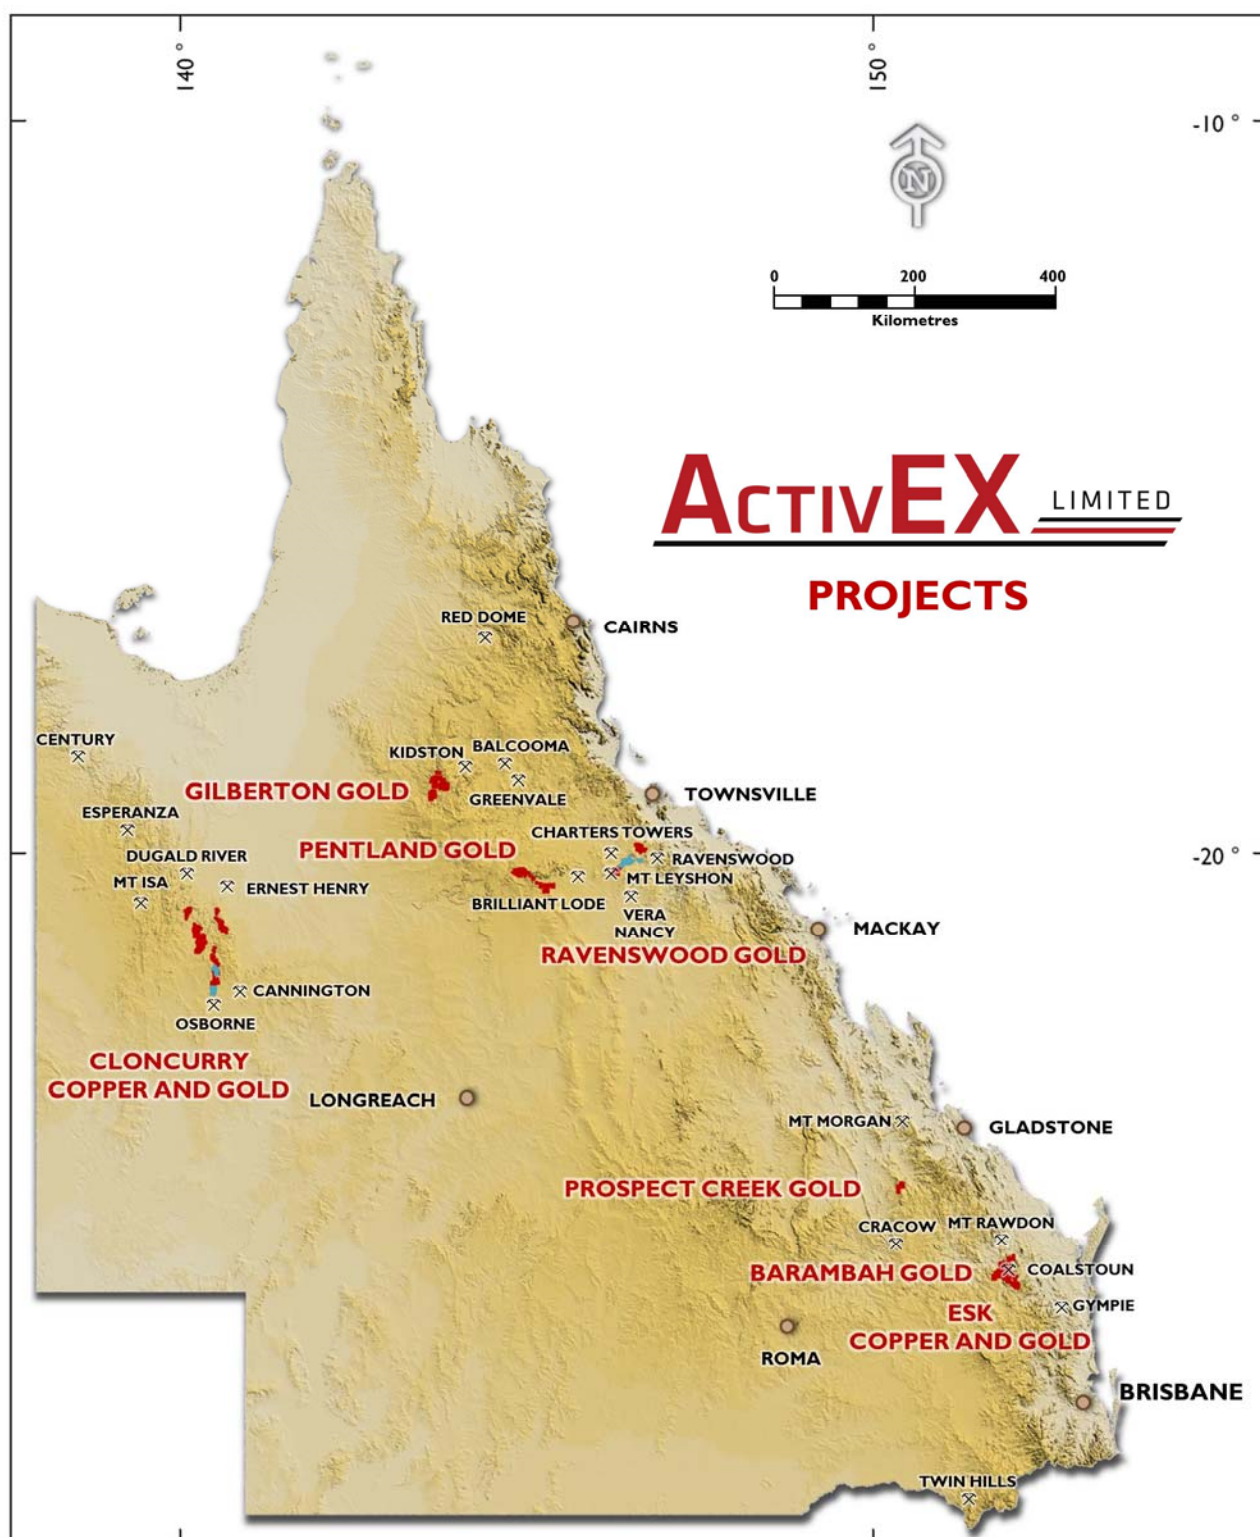 140 °
150 °
-10 °
N
0 200 400
Kilometres
ACTIVEX LIMITED
PROJECTS
RED DOME
CAIRNS
CENTURY
KIDSTON
BALCOOMA
GILBERTON GOLD
GREENVALE
TOWNSVILLE
ESPERANZA
CHARTERS TOWERS
PENTLAND GOLD
DUGALD RIVER
RAVENSWOOD
-20 °
MT ISA
ERNEST HENRY
MT LEYSHON
BRILLIANT LODE
VERA
NANCY
MACKAY
RAVENSWOOD GOLD
CANNINGTON
OSBORNE
CLONCURRY
COPPER AND GOLD
LONGREACH
MT MORGAN
GLADSTONE
PROSPECT CREEK GOLD
CRACOW
MT RAWDON
BARAMBAH GOLD
COALSTOUN
ESK
COPPER AND GOLD
GYMPIE
ROMA
BRISBANE
TWIN HILLS